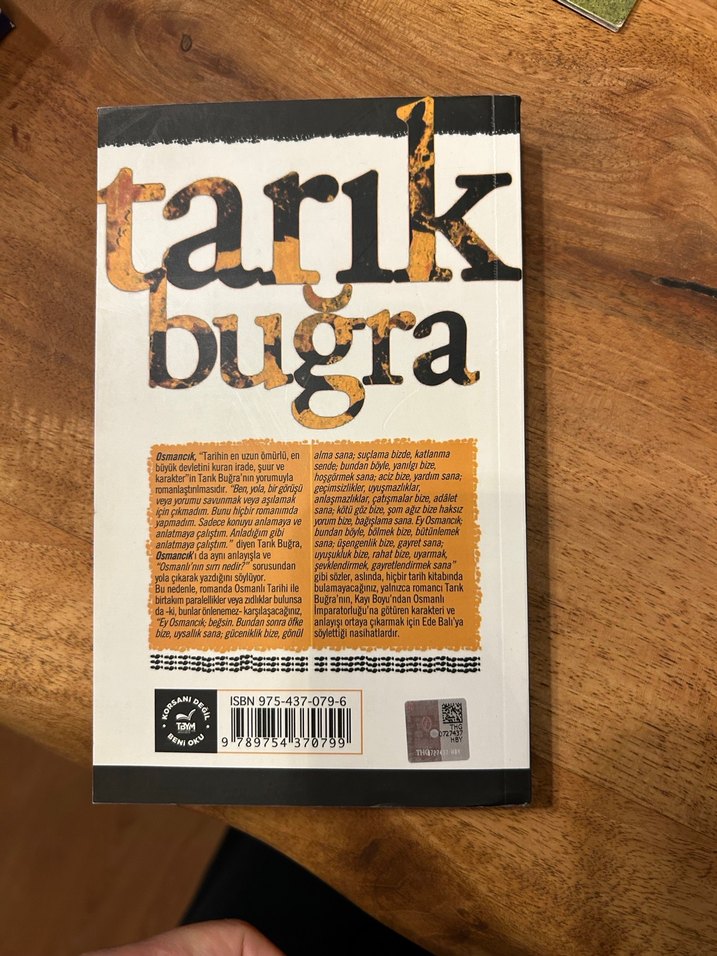 tarık
buğra
Osmancık, “Tarihin en uzun ömürlü, en
büyük devletini kuran irade, şuur ve
karakter”in Tarık Buğra’nın yorumuyla
romanlaştırılmasıdır. “Ben, yola, bir görüşü
veya yorumu savunmak veya aşılamak
için çıkmadım. Bunu hiçbir romanımda
yapmadım. Sadece konuyu anlamaya ve
anlatmaya çalıştım. Anladığım gibi
anlatmaya çalıştım.” diyen Tarık Buğra,
Osmancık’ı da aynı anlayışla ve
“Osmanlı’nın sırrı nedir?” sorusundan
yola çıkarak yazdığını söylüyor.
Bu nedenle, romanda Osmanlı Tarihi ile
birtakım paralellikler veya zıdlıklar bulunsa
da -ki, bunlar önlenemez- karşılaşacağınız,
“Ey Osmancık; beğsin. Bundan sonra öfke
bize, uysallık sana; güceniklik bize, gönül
alma sana; suçlama bizde, katlanma
sende; bundan böyle, yanılgı bize,
hoşgörmek sana; aciz bize, yardım sana;
geçimsizlikler, uyuşmazlıklar,
anlaşmazlıklar, çatışmalar bize, adâlet
sana; kötü göz bize, şom ağız bize haksız
yorum bize, bağışlama sana. Ey Osmancık;
bundan böyle, bölmek bize, bütünlemek
sana; üşengenlik bize, gayret sana;
uyuşukluk bize, rahat bize, uyarmak,
şevklendirmek, gayretlendirmek sana”
gibi sözler, aslında, hiçbir tarih kitabında
bulamayacağınız, yalnızca romancı Tarık
Buğra’nın, Kayı Boyu’ndan Osmanlı
İmparatorluğu’na götüren karakteri ve
anlayışı ortaya çıkarmak için Ede Balı’ya
söylettiği nasihatlardır.
KORSANI DEĞİL
TBYM
BENİ OKU
ISBN 975-437-079-6
9 789754 370799
THG
0727437
HBY